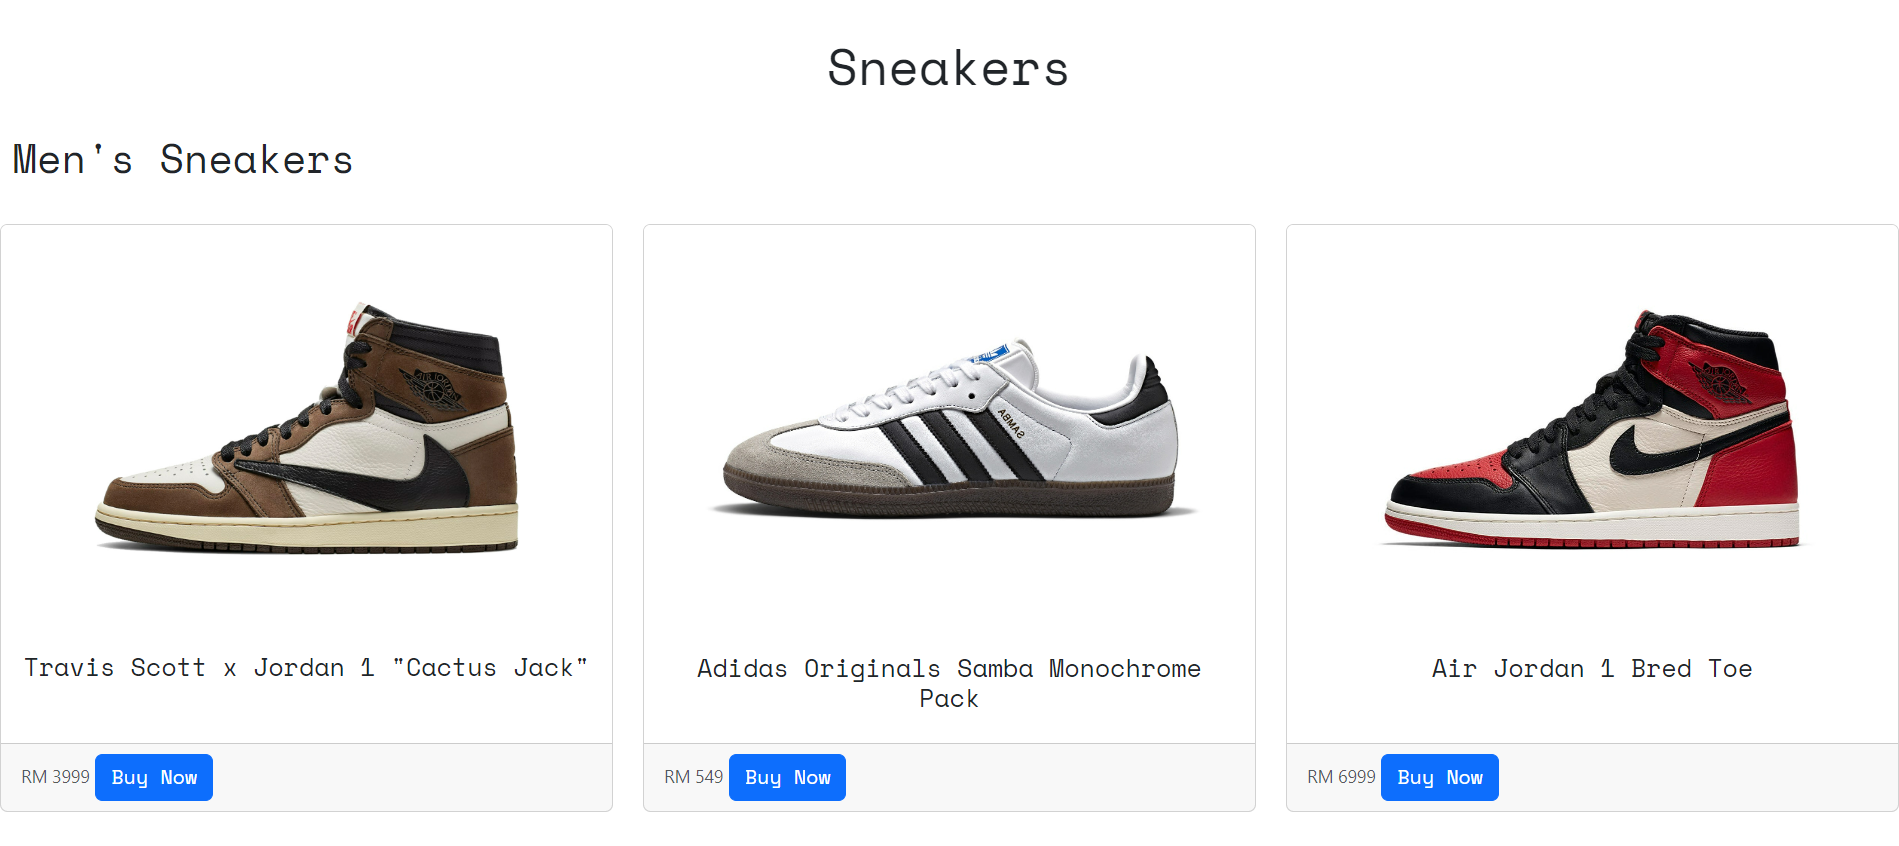 Sneakers
Men's Sneakers
Travis Scott x Jordan 1 "Cactus Jack"
SAMBA
Adidas Originals Samba Monochrome
Pack
Air Jordan 1 Bred Toe
RM 3999 Buy Now
RM 549 Buy Now
RM 6999 Buy Now